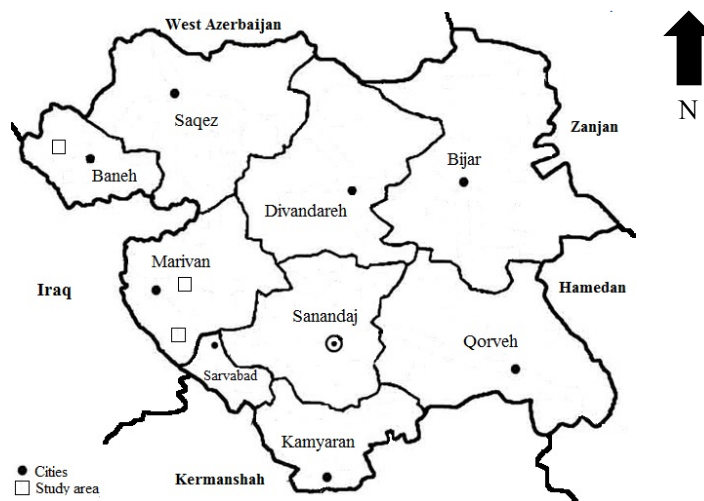 West Azerbaijan
N
Saqez
Zanjan
Baneh
Bijar
Divandareh
Marivan
Iraq
Hamedan
Sanandaj
Qorveh
Sarvabad
Kamyaran
Cities
Kermanshah
Study area